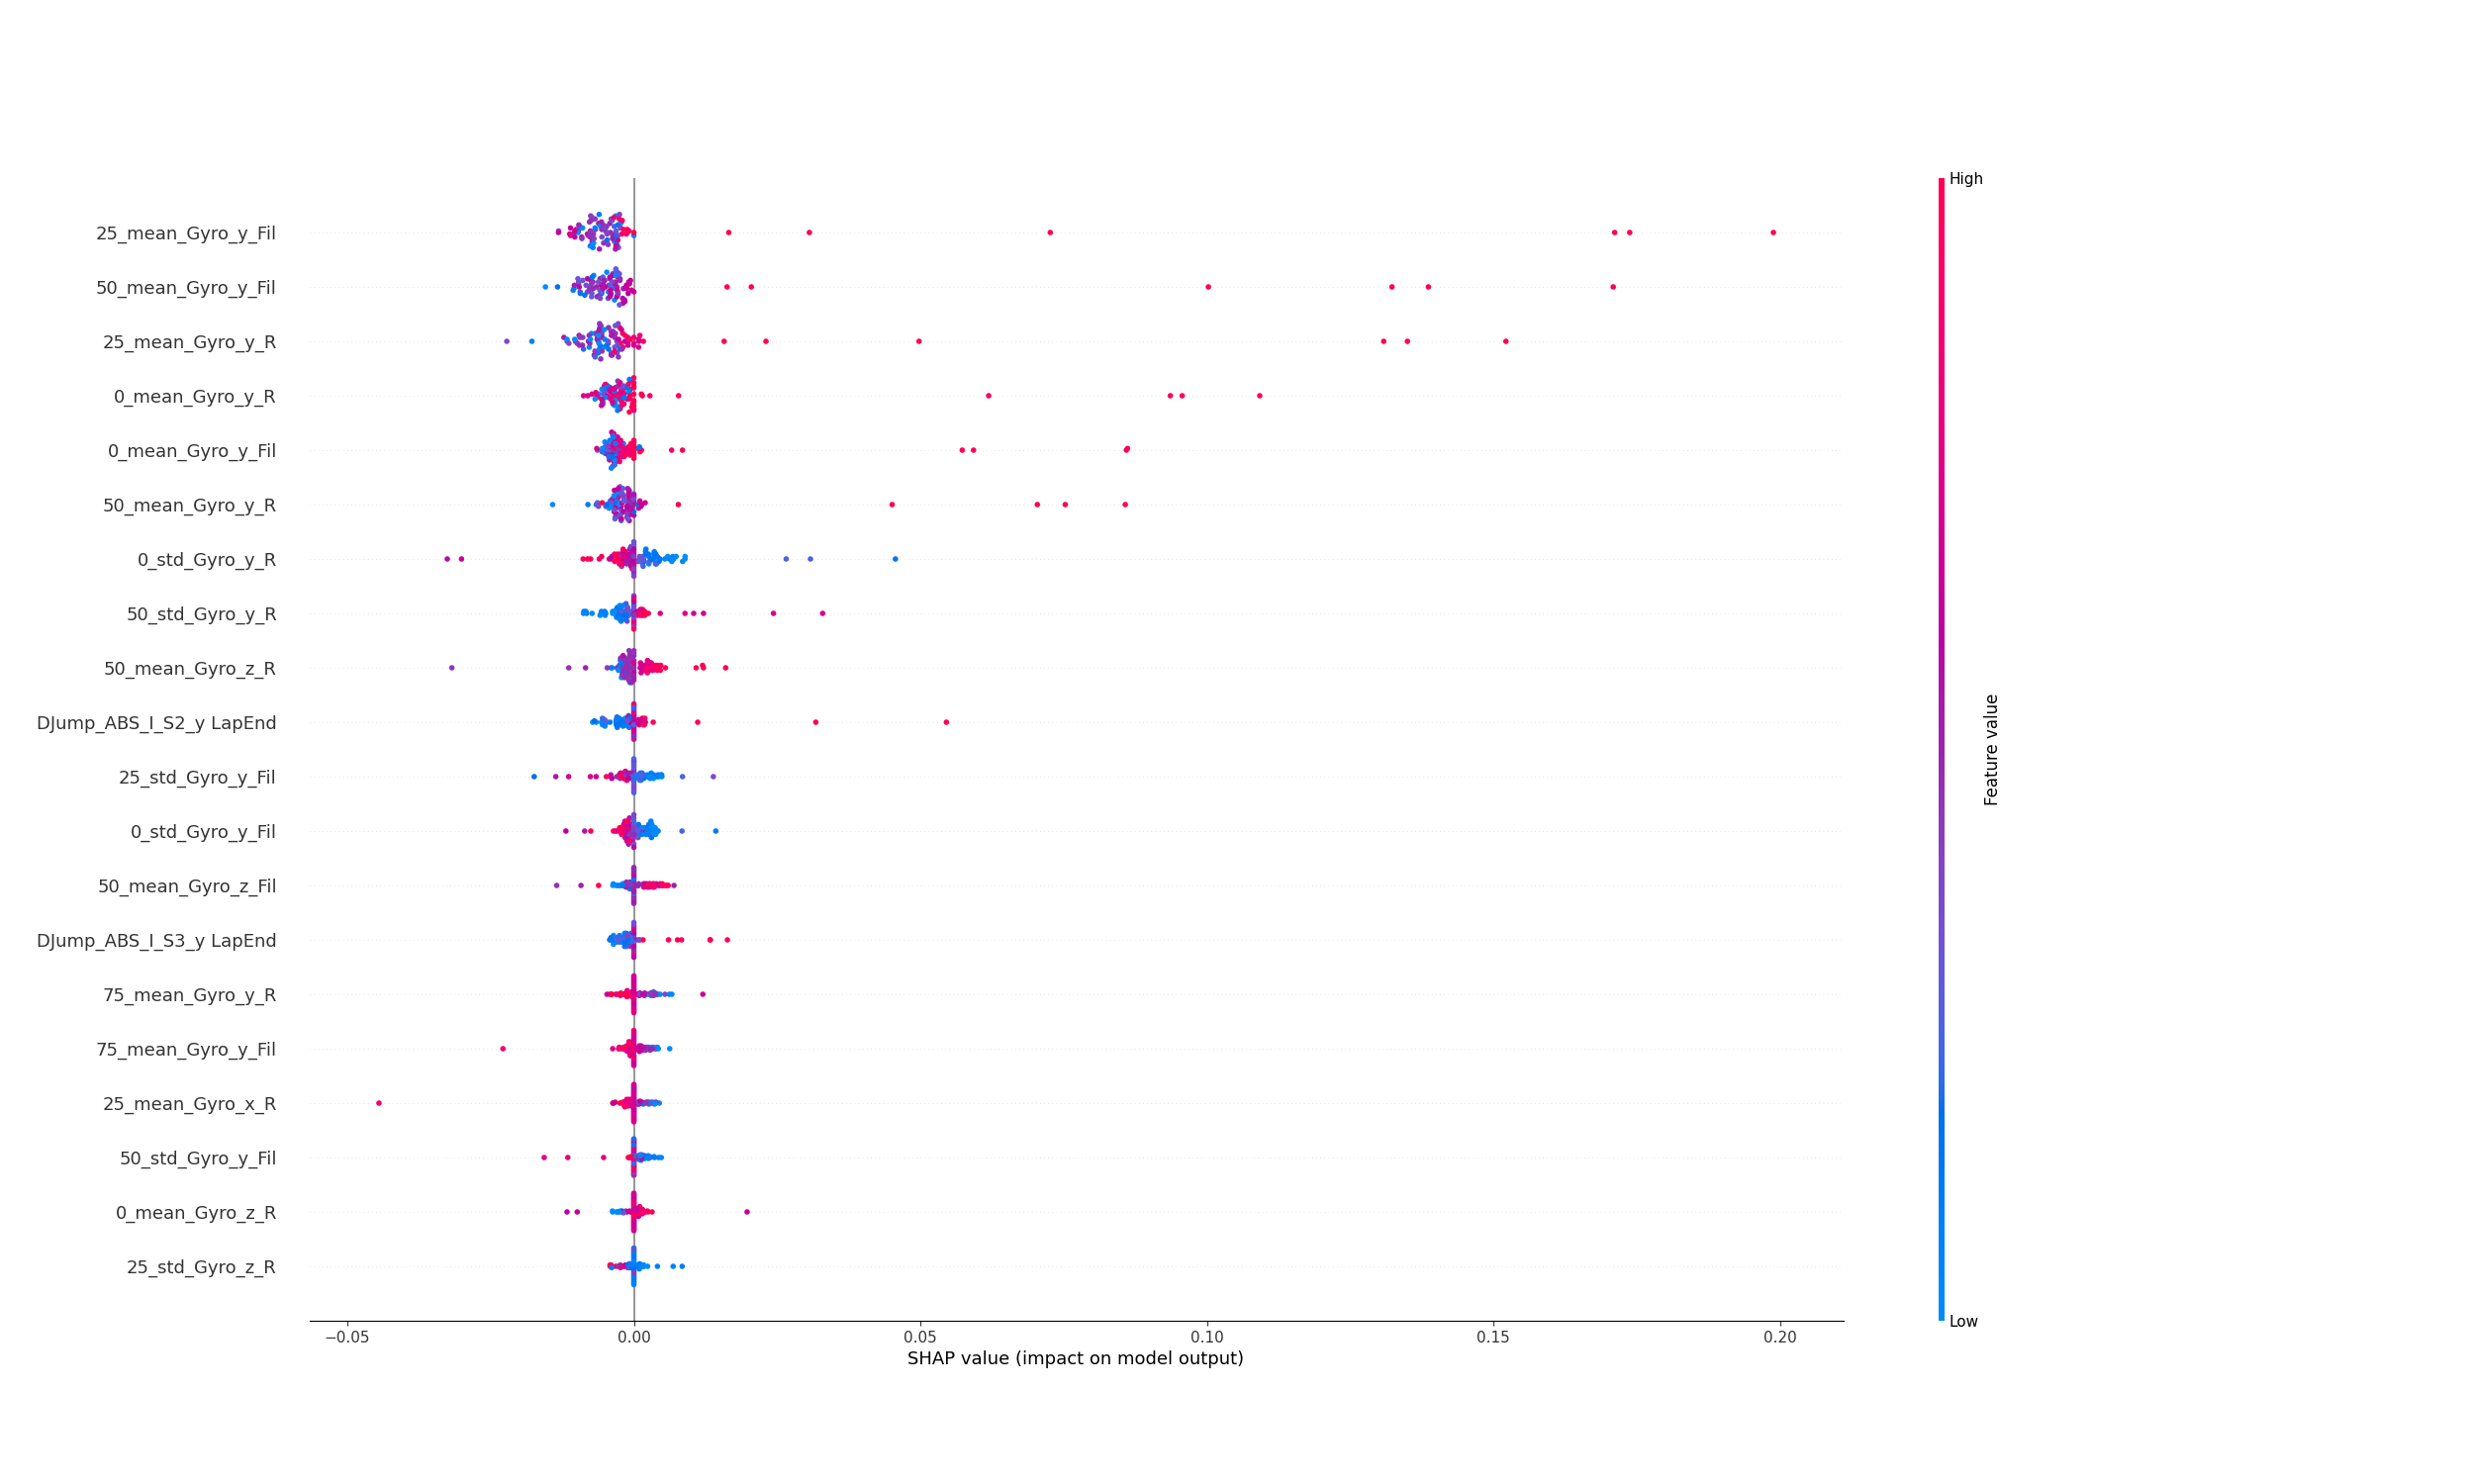 High
25_mean_Gyro_y_Fil
50_mean_Gyro_y_Fil
25_mean_Gyro_y_R
0_mean_Gyro_y_R
0_mean_Gyro_y_Fil
50_mean_Gyro_y_R
0_std_Gyro_y_R
50_std_Gyro_y_R
50_mean_Gyro_z_R
DJump_ABS_I_S2_y LapEnd
25_std_Gyro_y_Fil
0_std_Gyro_y_Fil
50_mean_Gyro_z_Fil
DJump_ABS_I_S3_y LapEnd
75_mean_Gyro_y_R
75_mean_Gyro_y_Fil
25_mean_Gyro_x_R
50_std_Gyro_y_Fil
0_mean_Gyro_z_R
25_std_Gyro_z_R
Feature value
Low
−0.05 0.00 0.05 0.10 0.15 0.20
SHAP value (impact on model output)